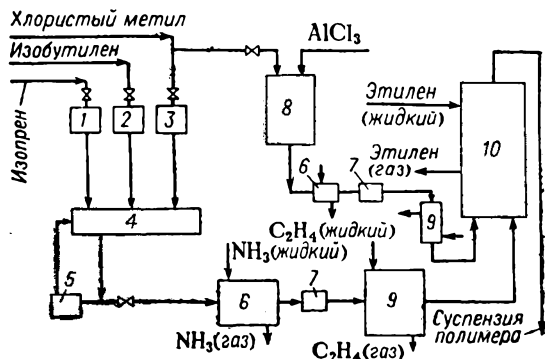 Хлористый метил
Изобутилен
Изопрен
AlCl₃
1
2
3
8
Этилен
(жидкий)
Этилен
(газ)
10
6
7
9
C₂H₄(жидкий)
4
NH₃(жидкий)
5
6
7
9
NH₃(газ)
C₂H₄(газ)
Суспензия
полимера